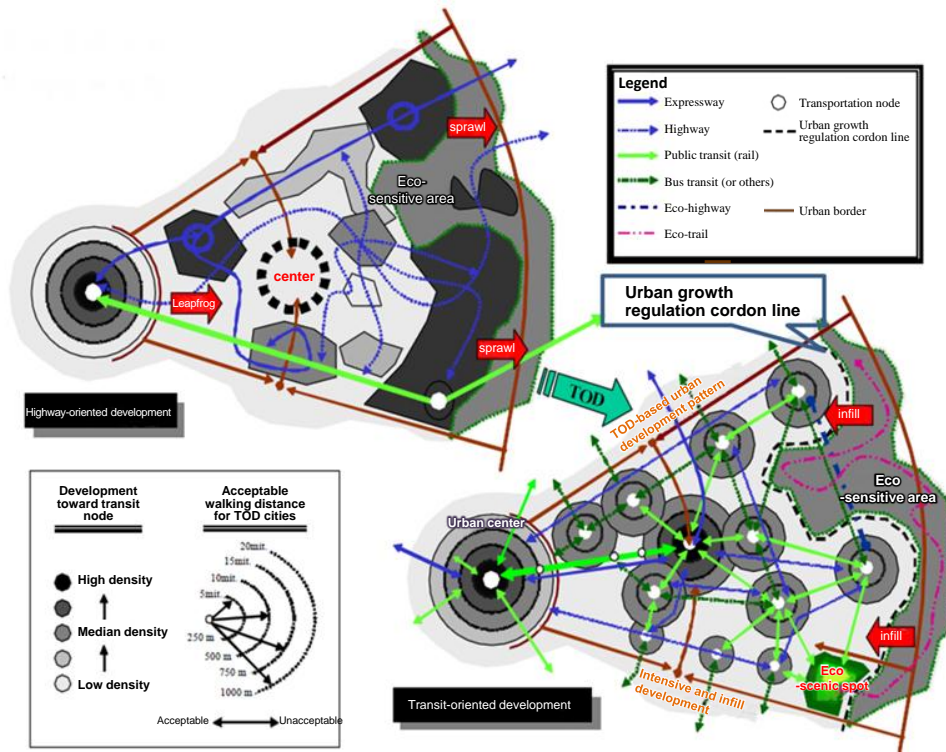 sprawl
Eco-
sensitive area
center
Leapfrog
sprawl
Highway-oriented development
Legend
Expressway
Highway
Public transit (rail)
Bus transit (or others)
Eco-highway
Eco-trail
Transportation node
Urban growth
regulation cordon line
Urban border
Urban growth
regulation cordon line
TOD
TOD-based urban
development pattern
infill
Eco
-sensitive area
Urban center
infill
Eco
-scenic spot
Intensive and infill
development
Transit-oriented development
Development
toward transit
node
High density
Median density
Low density
Acceptable
walking distance
for TOD cities
20mit.
15mit.
10mit.
5mit.
250 m
500 m
750 m
1000 m
Acceptable
Unacceptable